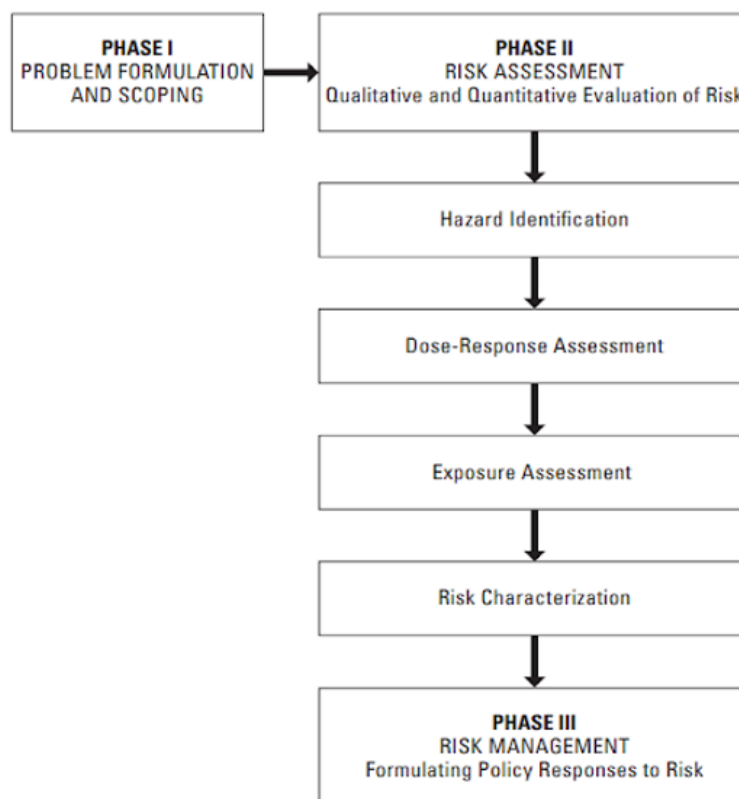 PHASE I
PROBLEM FORMULATION
AND SCOPING
PHASE II
RISK ASSESSMENT
Qualitative and Quantitative Evaluation of Risk
Hazard Identification
Dose-Response Assessment
Exposure Assessment
Risk Characterization
PHASE III
RISK MANAGEMENT
Formulating Policy Responses to Risk